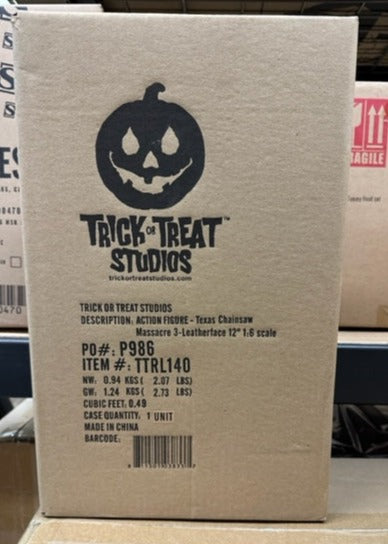 TRICK OR TREAT™
STUDIOS
trickortreatstudios.com
TRICK OR TREAT STUDIOS
DESCRIPTION: ACTION FIGURE - Texas Chainsaw
Massacre 3-Leatherface 12" 1:6 scale
PO#: P986
ITEM #: TTRL140
NW: 0.94 KGS ( 2.07 LBS)
GW: 1.24 KGS ( 2.73 LBS)
CUBIC FEET: 0.49
CASE QUANTITY: 1 UNIT
MADE IN CHINA
BARCODE: